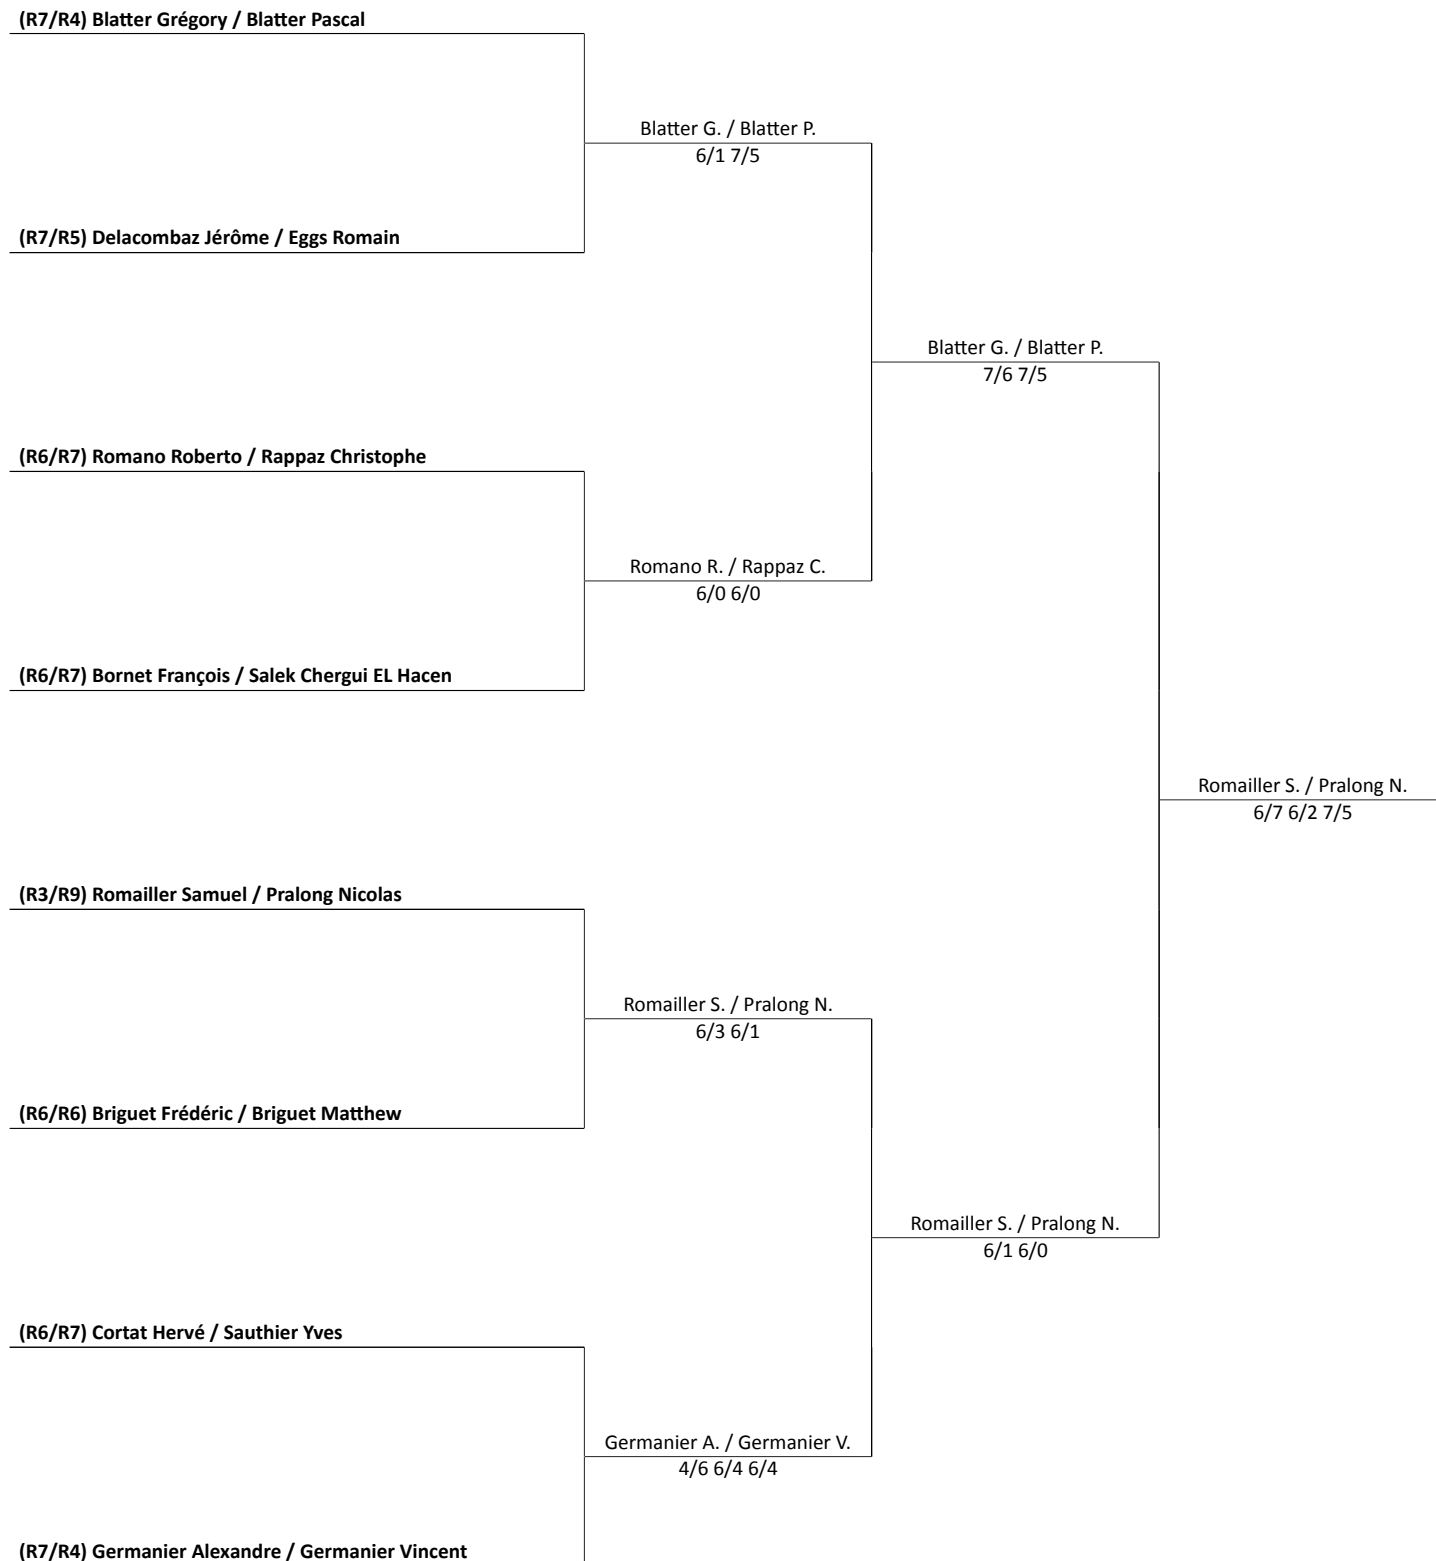 (R7/R4) Blatter Grégory / Blatter Pascal
Blatter G. / Blatter P.
6/1 7/5
(R7/R5) Delacombaz Jérôme / Eggs Romain
Blatter G. / Blatter P.
7/6 7/5
(R6/R7) Romano Roberto / Rappaz Christophe
Romano R. / Rappaz C.
6/0 6/0
(R6/R7) Bornet François / Salek Chergui EL Hacen
Romailler S. / Pralong N.
6/7 6/2 7/5
(R3/R9) Romailler Samuel / Pralong Nicolas
Romailler S. / Pralong N.
6/3 6/1
(R6/R6) Briguet Frédéric / Briguet Matthew
Romailler S. / Pralong N.
6/1 6/0
(R6/R7) Cortat Hervé / Sauthier Yves
Germanier A. / Germanier V.
4/6 6/4 6/4
(R7/R4) Germanier Alexandre / Germanier Vincent